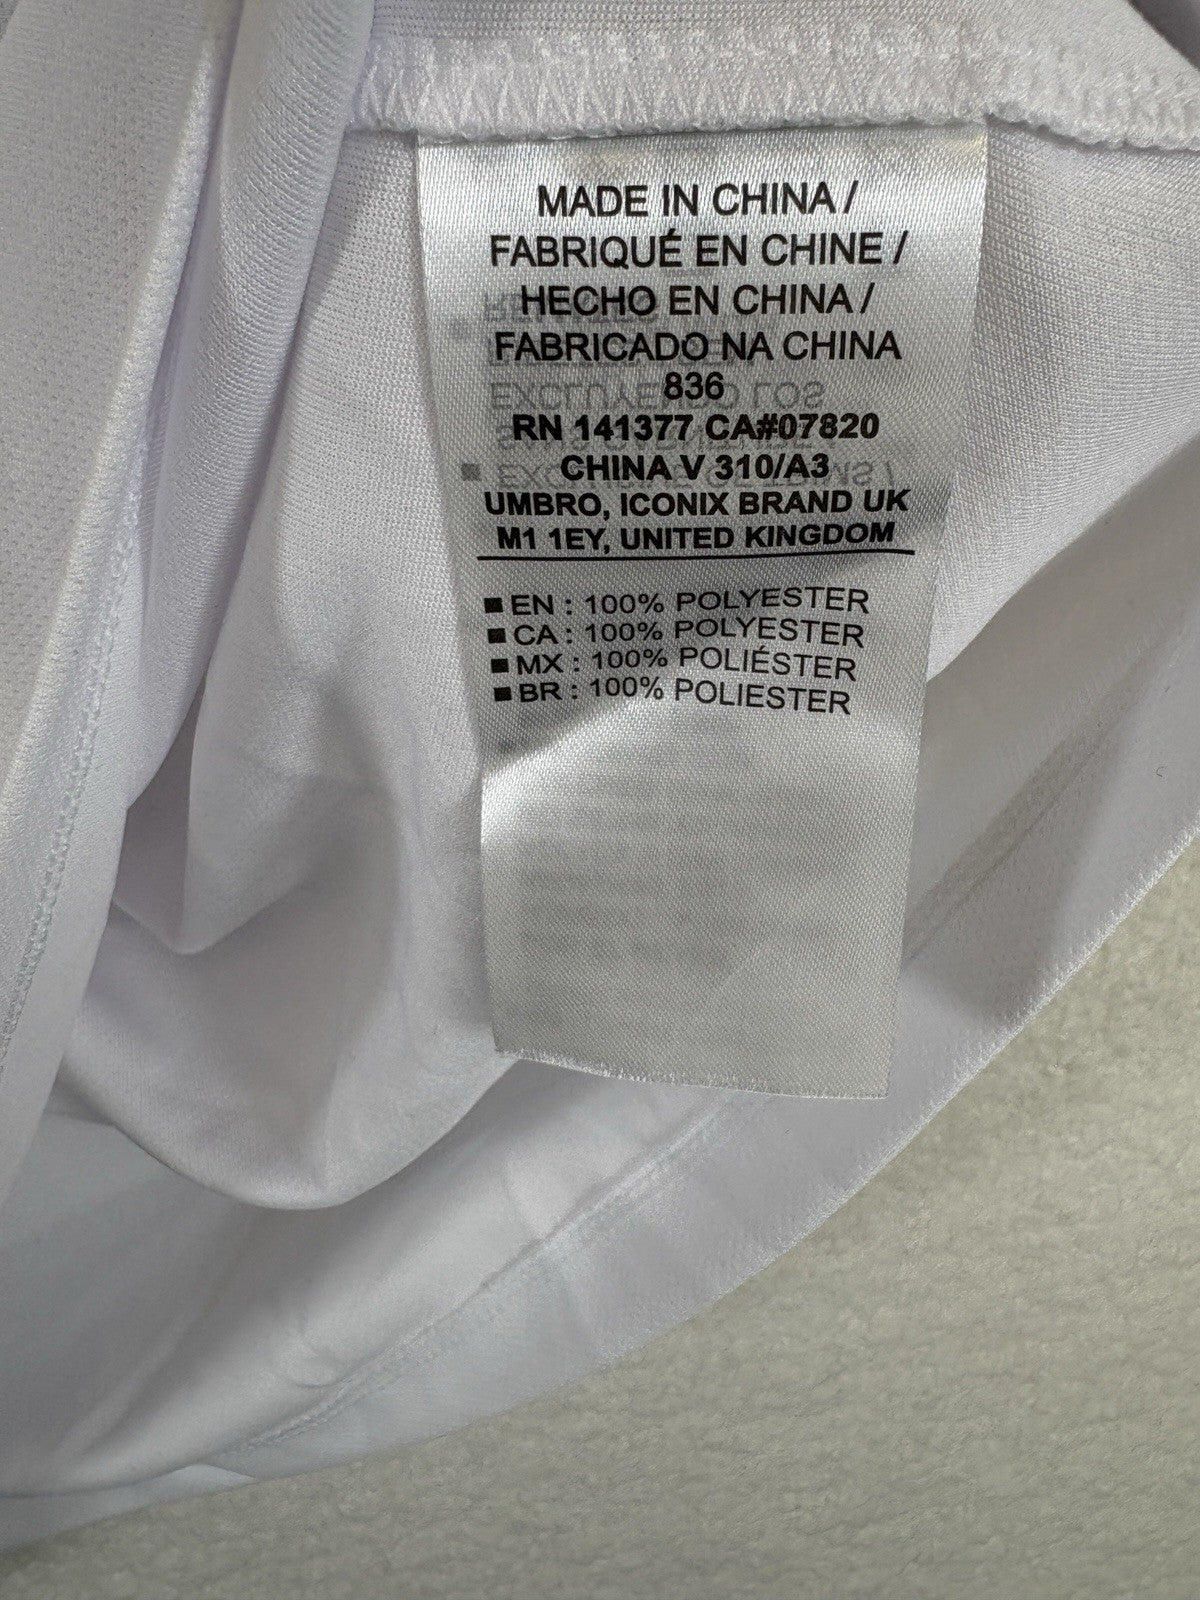 MADE IN CHINA /
FABRIQUÉ EN CHINE /
HECHO EN CHINA /
FABRICADO NA CHINA
836
RN 141377 CA#07820
CHINA V 310/A3
UMBRO, ICONIX BRAND UK
M1 1EY, UNITED KINGDOM
EN : 100% POLYESTER
CA : 100% POLYESTER
MX : 100% POLIÉSTER
BR : 100% POLIESTER